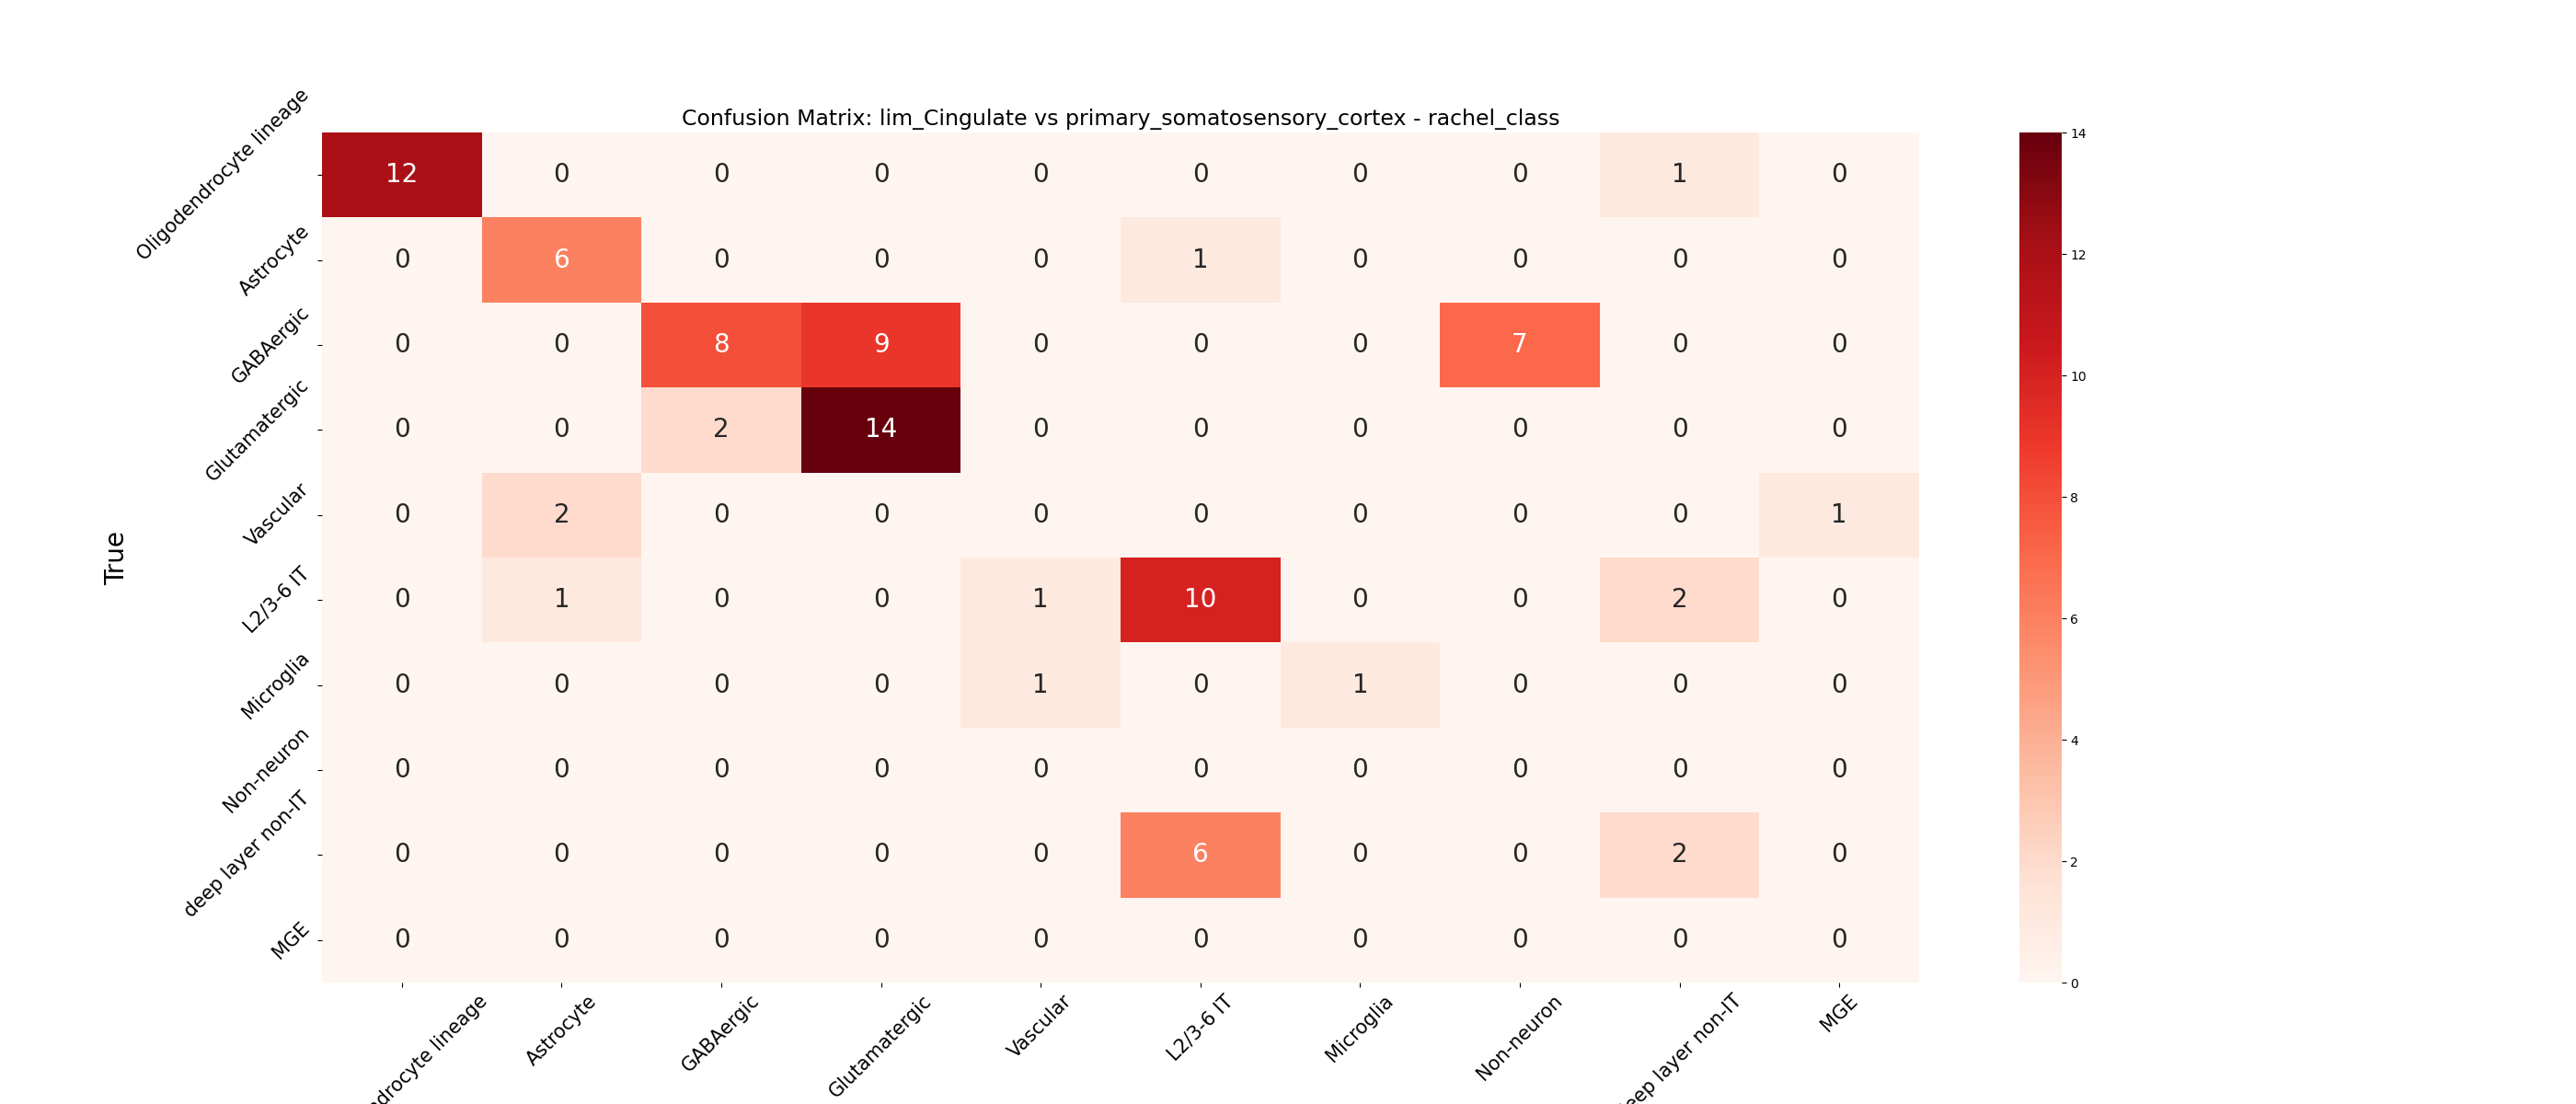 Confusion Matrix: lim_Cingulate vs primary_somatosensory_cortex - rachel_class
True
Oligodendrocyte lineage 12 0 0 0 0 0 0 0 1 0
Astrocyte 0 6 0 0 0 1 0 0 0 0
GABAergic 0 0 8 9 0 0 0 7 0 0
Glutamatergic 0 0 2 14 0 0 0 0 0 0
Vascular 0 2 0 0 0 0 0 0 0 1
L2/3-6 IT 0 1 0 0 1 10 0 0 2 0
Microglia 0 0 0 0 1 0 1 0 0 0
Non-neuron 0 0 0 0 0 0 0 0 0 0
deep layer non-IT 0 0 0 0 0 6 0 0 2 0
MGE 0 0 0 0 0 0 0 0 0 0
ndrocyte lineage Astrocyte GABAergic Glutamatergic Vascular L2/3-6 IT Microglia Non-neuron eep layer non-IT MGE
14
12
10
8
6
4
2
0